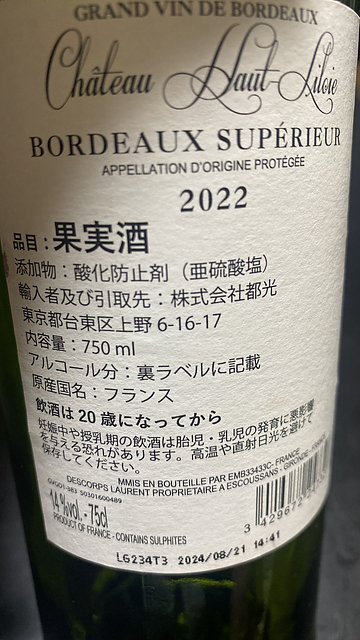 GRAND VIN DE BORDEAUX
Château Haut-Liloie
BORDEAUX SUPÉRIEUR
APPELLATION D'ORIGINE PROTÉGÉE
2022
品目：果実酒
添加物：酸化防止剤（亜硫酸塩）
輸入者及び引取先：株式会社都光
東京都台東区上野 6-16-17
内容量：750 ml
アルコール分：裏ラベルに記載
原産国名：フランス
飲酒は 20 歳になってから
妊娠中や授乳期の飲酒は胎児・乳児の発育に悪影響
を与える恐れがあります。高温や直射日光を避けて
保存してください。
MMIS EN BOUTEILLE PAR EMB33433C- FRANCE
DESCORPS LAURENT PROPRIETAIRE A ESCOUSSANS - GIRONDE -
14 %vol. - 75cl
PRODUCT OF FRANCE - CONTAINS SULPHITES
LG234T3 2024/08/21 14:41